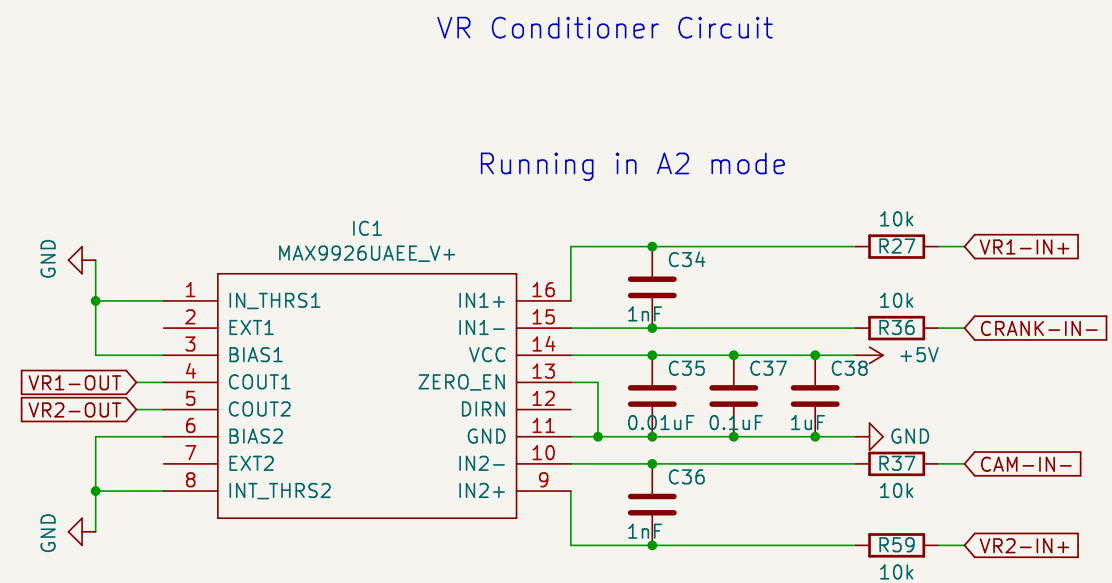 VR Conditioner Circuit
Running in A2 mode
IC1
MAX9926UAEE_V+
GND
1 IN_THRS1
2 EXT1
3 BIAS1
VR1-OUT 4 COUT1
VR2-OUT 5 COUT2
6 BIAS2
7 EXT2
8 INT_THRS2
GND
IN1+ 16
IN1- 15
VCC 14
ZERO_EN 13
DIRN 12
GND 11
IN2- 10
IN2+ 9
10k
R27 VR1-IN+
C34
1nF
10k
R36 CRANK-IN-
+5V
C35 C37 C38
0.01uF 0.1uF 1uF
GND
R37 CAM-IN-
10k
C36
1nF
R59 VR2-IN+
10k